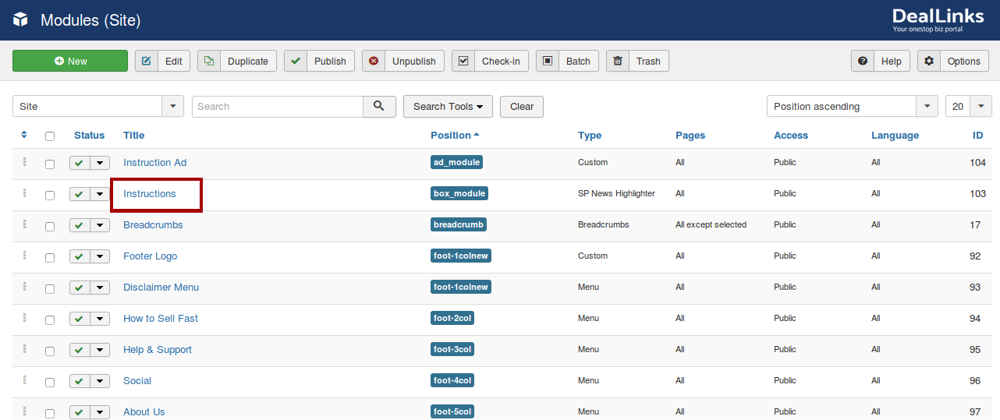 Modules (Site)
DealLinks
Your onestop biz portal
New Edit Duplicate Publish Unpublish Check-in Batch Trash Help Options
Site Search Search Tools Clear Position ascending 20
Status Title Position Type Pages Access Language ID
Instruction Ad ad_module Custom All Public All 104
Instructions box_module SP News Highlighter All Public All 103
Breadcrumbs breadcrumb Breadcrumbs All except selected Public All 17
Footer Logo foot-1colnew Custom All Public All 92
Disclaimer Menu foot-1colnew Menu All Public All 93
How to Sell Fast foot-2col Menu All Public All 94
Help & Support foot-3col Menu All Public All 95
Social foot-4col Menu All Public All 96
About Us foot-5col Menu All Public All 97